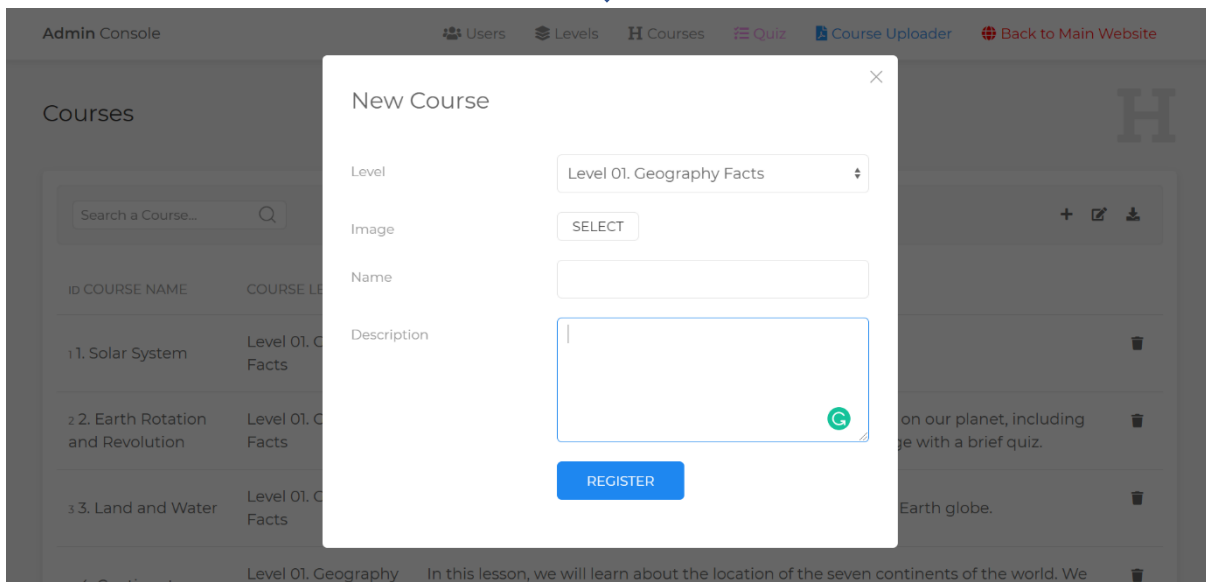 Admin Console
Users
Levels
H Courses
Quiz
Course Uploader
Back to Main Website
Courses
H
New Course
Level
Level 01. Geography Facts
Image
SELECT
Name
Description
REGISTER
Search a Course...
ID COURSE NAME
COURSE LE
1 1. Solar System
Level 01. G
Facts
2 2. Earth Rotation
and Revolution
Level 01. G
Facts
on our planet, including
ge with a brief quiz.
3 3. Land and Water
Level 01. G
Facts
Earth globe.
Level 01. Geography
In this lesson, we will learn about the location of the seven continents of the world. We